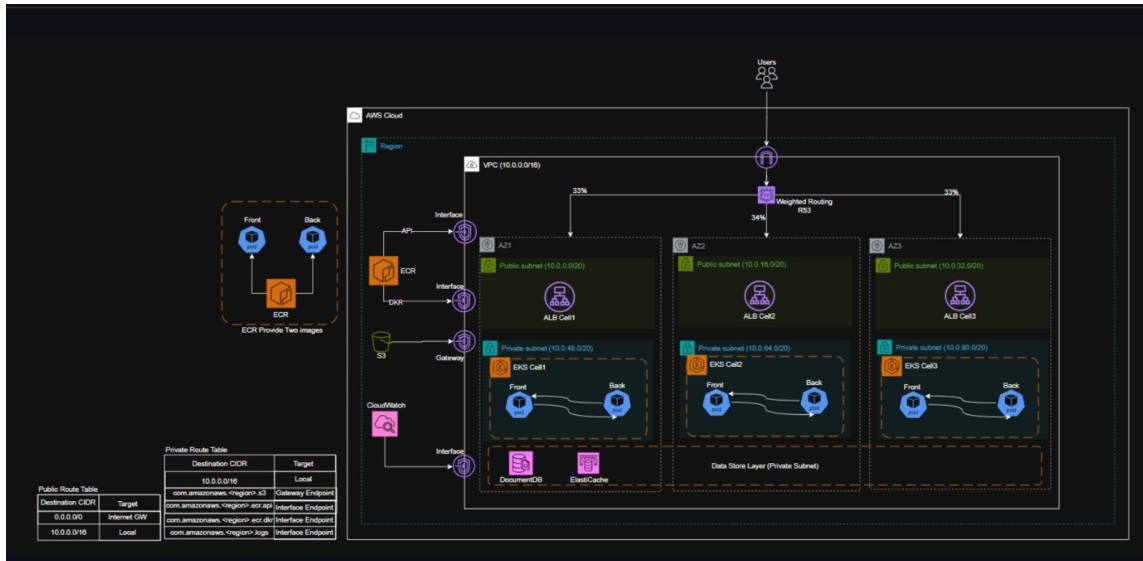 Users
AWS Cloud
Region
VPC (10.0.0.0/16)
33%
33%
Weighted Routing
R53
34%
Interface
API
ECR
Interface
DKR
S3
Gateway
CloudWatch
Interface
Front
Back
pod
pod
ECR
ECR Provide Two images
AZ1
Public subnet (10.0.0.0/20)
ALB Cell1
Private subnet (10.0.48.0/20)
EKS Cell1
Front
Back
pod
pod
AZ2
Public subnet (10.0.16.0/20)
ALB Cell2
Private subnet (10.0.64.0/20)
EKS Cell2
Front
Back
pod
pod
AZ3
Public subnet (10.0.32.0/20)
ALB Cell3
Private subnet (10.0.80.0/20)
EKS Cell3
Front
Back
pod
pod
DocumentDB
ElastiCache
Data Store Layer (Private Subnet)
Private Route Table
Destination CIDR Target
10.0.0.0/16 Local
com.amazonaws.<region>.s3 Gateway Endpoint
com.amazonaws.<region>.ecr.api Interface Endpoint
com.amazonaws.<region>.ecr.dkr Interface Endpoint
com.amazonaws.<region>.logs Interface Endpoint
Public Route Table
Destination CIDR Target
0.0.0.0/0 Internet GW
10.0.0.0/16 Local